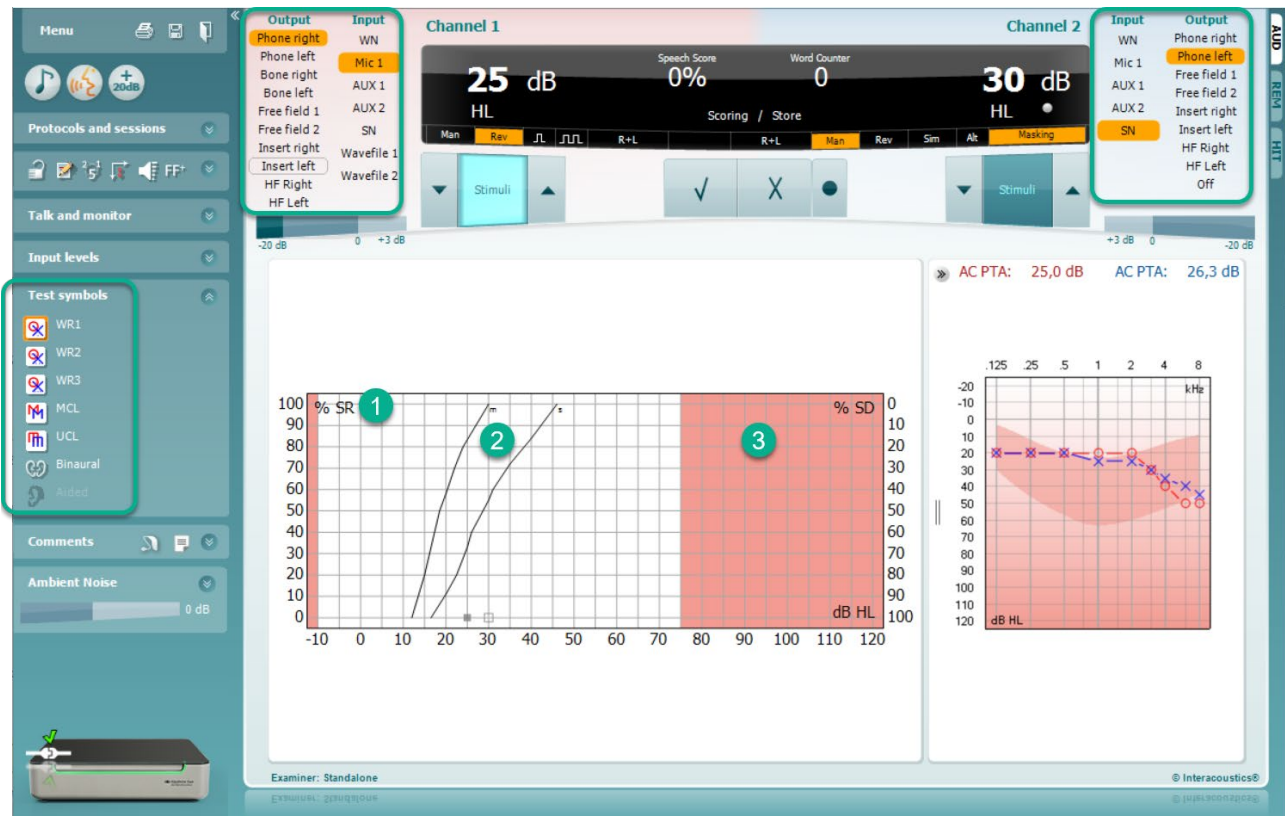 Menu
20dB
Protocols and sessions
FF+
Talk and monitor
Input levels
Test symbols
WR1
WR2
WR3
MCL
UCL
Binaural
Aided
Comments
Ambient Noise
0 dB
Output Input
Phone right WN
Phone left Mic 1
Bone right AUX 1
Bone left AUX 2
Free field 1 SN
Free field 2 Wavefile 1
Insert right Wavefile 2
Insert left
HF Right
HF Left
-20 dB 0 +3 dB
Channel 1
Channel 2
25 dB
HL
Speech Score
0%
Word Counter
0
Scoring / Store
30 dB
HL
Man Rev R+L R+L Man Rev Sim Alt Masking
Stimuli
Stimuli
Input Output
WN Phone right
Mic 1 Phone left
AUX 1 Free field 1
AUX 2 Free field 2
SN Insert right
Insert left
HF Right
HF Left
Off
+3 dB 0 -20 dB
AUD
REM
HIT
100 % SR 1 m s % SD 0
90 2 3 10
80 20
70 30
60 40
50 50
40 60
30 70
20 80
10 90
0 dB HL 100
-10 0 10 20 30 40 50 60 70 80 90 100 110 120
AC PTA: 25,0 dB AC PTA: 26,3 dB
.125 .25 .5 1 2 4 8
kHz
-20
-10
0
10
20
30
40
50
60
70
80
90
100
110
120 dB HL
Examiner: Standalone
© Interacoustics®